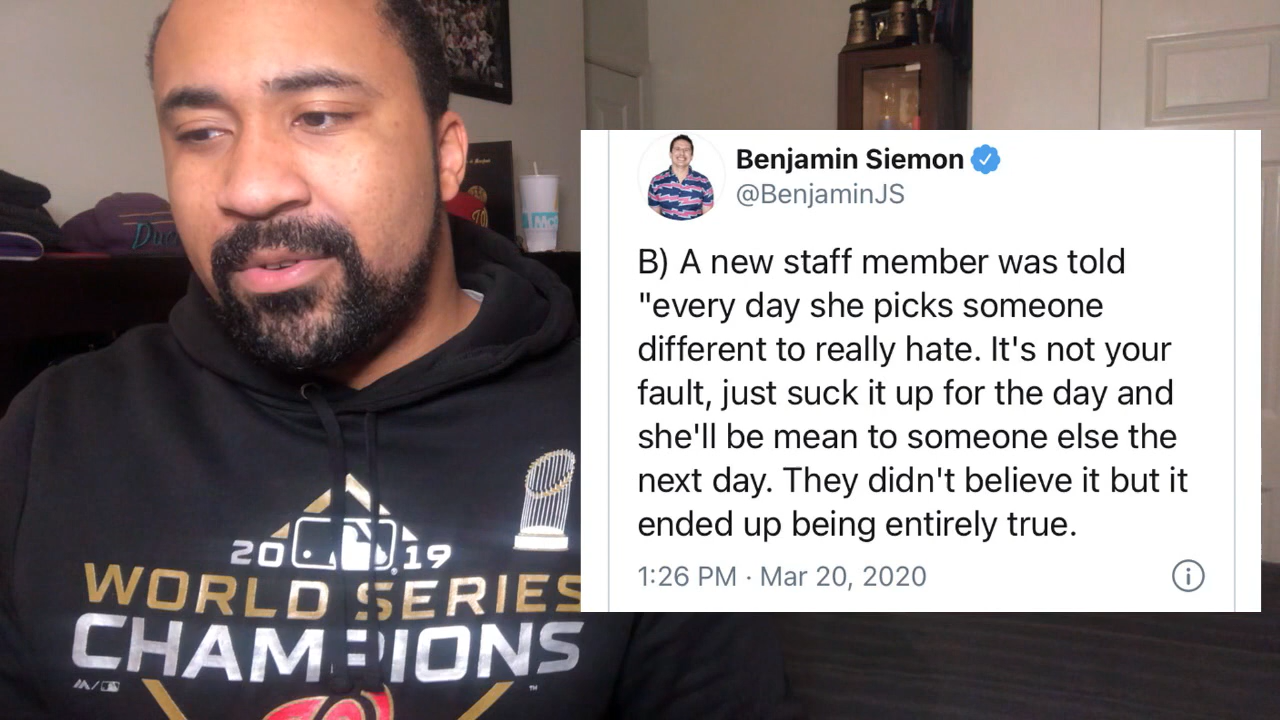 Benjamin Siemon
@BenjaminJS
B) A new staff member was told
"every day she picks someone
different to really hate. It's not your
fault, just suck it up for the day and
she'll be mean to someone else the
next day. They didn't believe it but it
ended up being entirely true.
1:26 PM · Mar 20, 2020
20 19
WORLD SERIES
CHAMPIONS